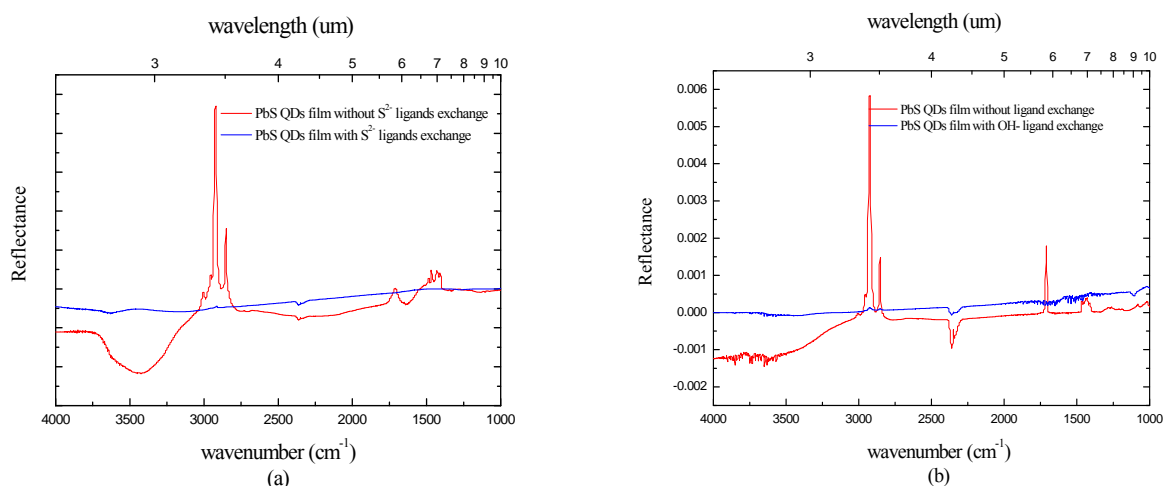 wavelength (um)
3 4 5 6 7 8 9 10
PbS QDs film without S²⁻ ligands exchange
PbS QDs film with S²⁻ ligands exchange
Reflectance
4000 3500 3000 2500 2000 1500 1000
wavenumber (cm⁻¹)
(a)
wavelength (um)
3 4 5 6 7 8 9 10
0.006
0.005
0.004
0.003
0.002
0.001
0.000
-0.001
-0.002
PbS QDs film without ligand exchange
PbS QDs film with OH- ligand exchange
Reflectance
4000 3500 3000 2500 2000 1500 1000
wavenumber (cm⁻¹)
(b)